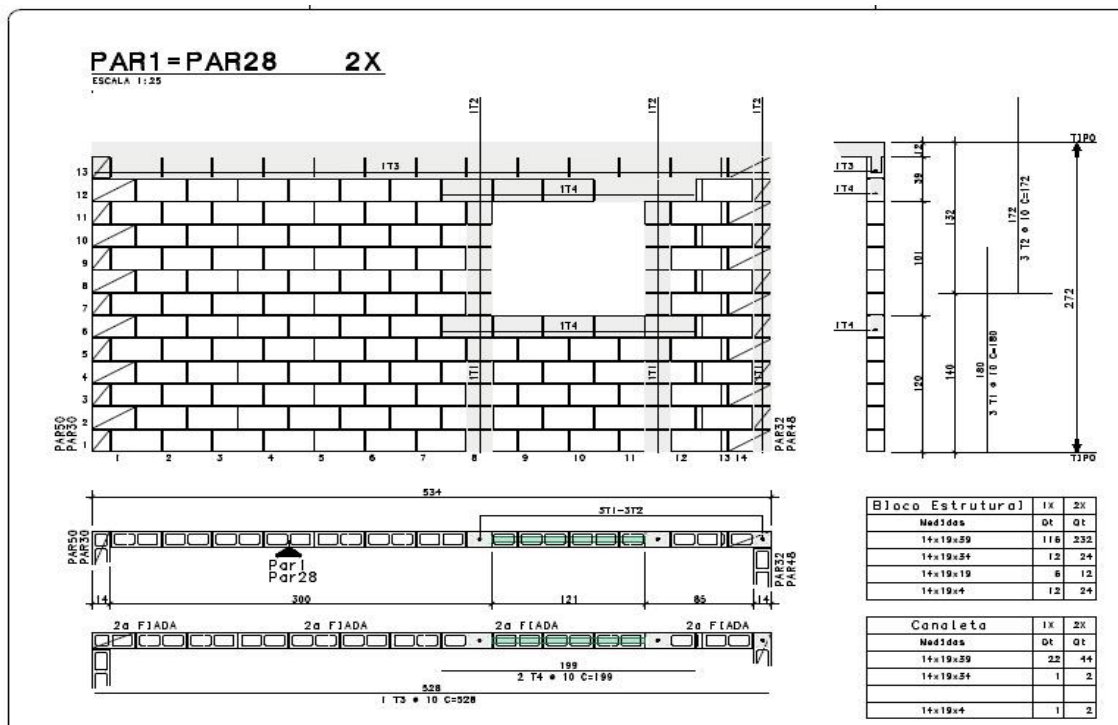 PAR1=PAR28 2X
ESCALA 1:25
1T2
1T2
1T2
13
12
11
10
9
8
7
6
5
4
3
2
1
1T3
1T4
1T4
1T1
1T1
1T1
PAR50
PAR30
PAR32
PAR48
1 2 3 4 5 6 7 8 9 10 11 12 13 14
TIPO
1T3
1T4
1T4
12
39
101
120
132
140
172
3 T2 ø 10 C=172
180
3 T1 ø 10 C=180
272
TIPO
534
3T1-3T2
PAR50
PAR30
Par1
Par28
PAR32
PAR48
14 300 121 85 14
2a FIADA 2a FIADA 2a FIADA 2a FIADA
199
2 T4 ø 10 C=199
528
1 T3 ø 10 C=528
Bloco Estrutural 1X 2X
Medidas Qt Qt
14x19x39 116 232
14x19x34 12 24
14x19x19 6 12
14x19x4 12 24
Canaleta 1X 2X
Medidas Qt Qt
14x19x39 22 44
14x19x34 1 2
14x19x4 1 2